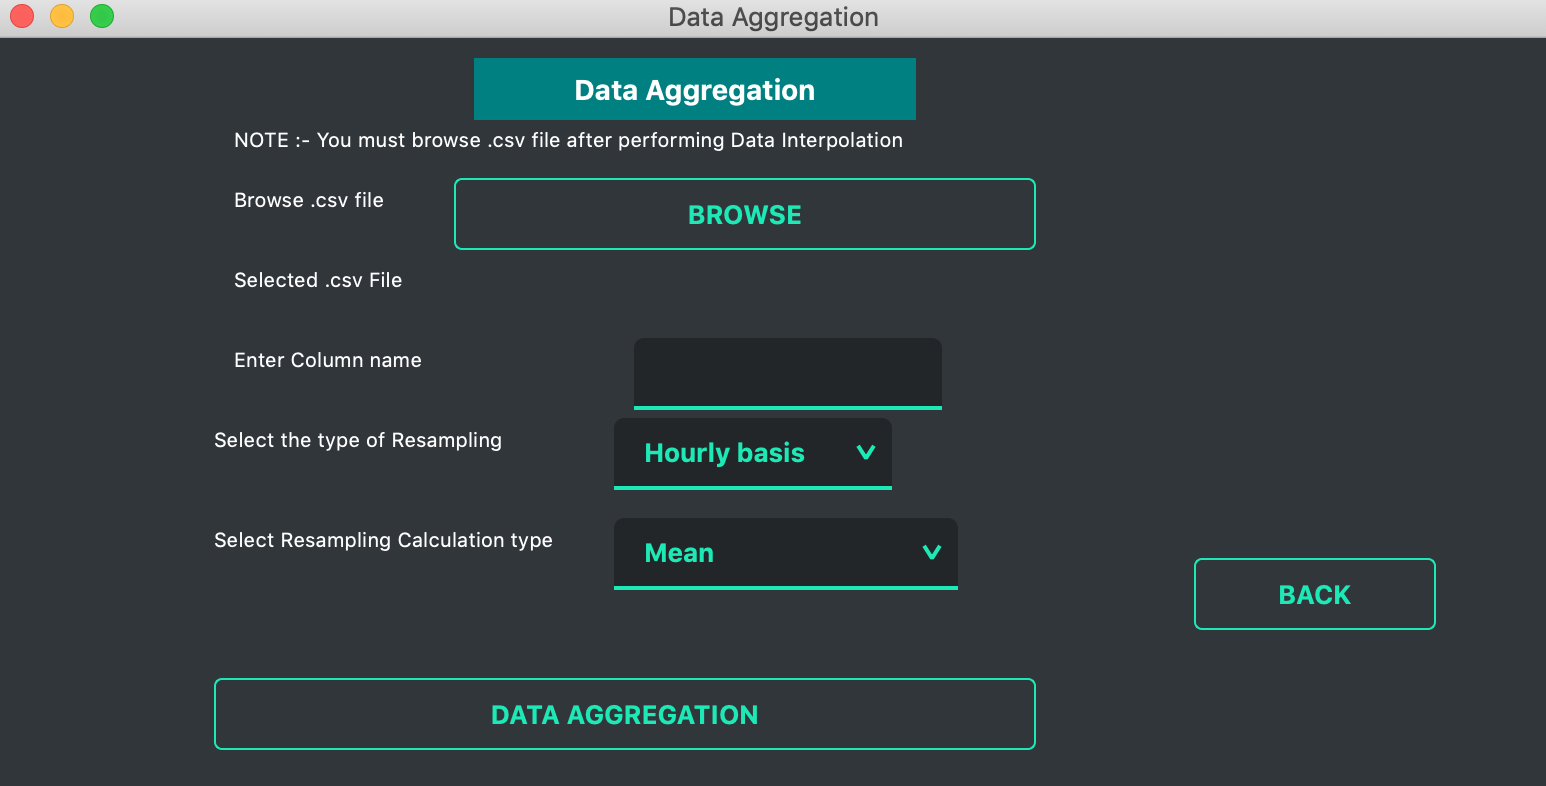 Data Aggregation
Data Aggregation
NOTE :- You must browse .csv file after performing Data Interpolation
Browse .csv file
BROWSE
Selected .csv File
Enter Column name
Select the type of Resampling
Hourly basis
Select Resampling Calculation type
Mean
BACK
DATA AGGREGATION